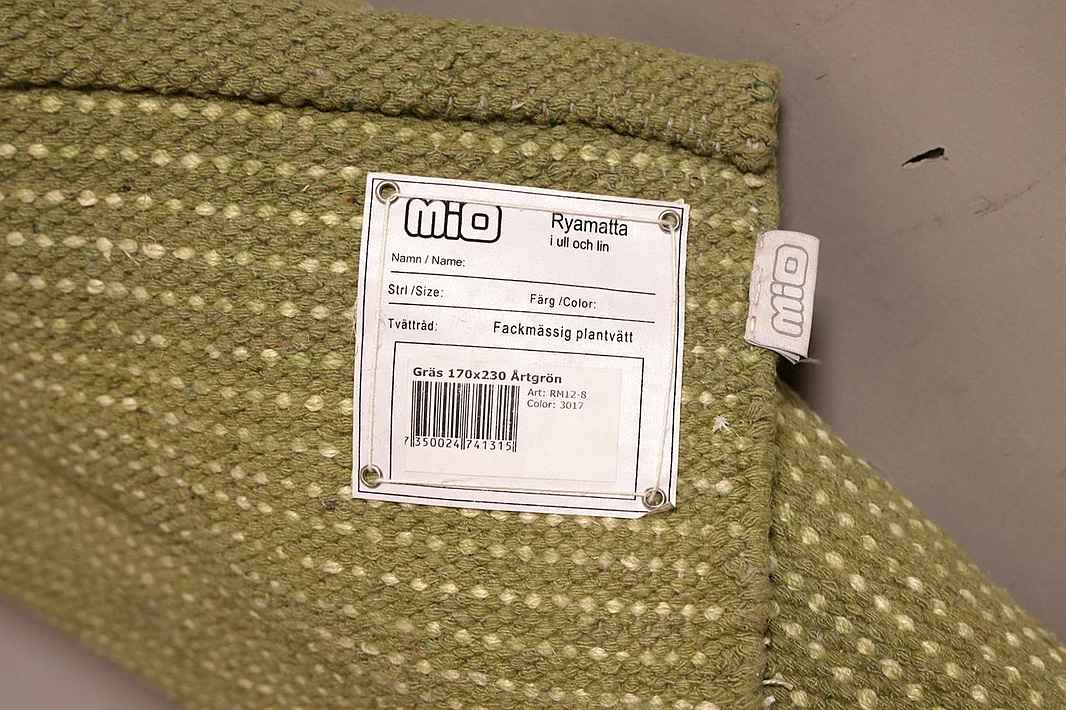 MiO
Ryamatta
i ull och lin
Namn / Name:
Strl /Size:
Färg /Color:
Tvättråd:
Fackmässig plantvätt
Gräs 170x230 Årtgrön
Art: RM12-8
Color: 3017
7 350024 741315
MiO